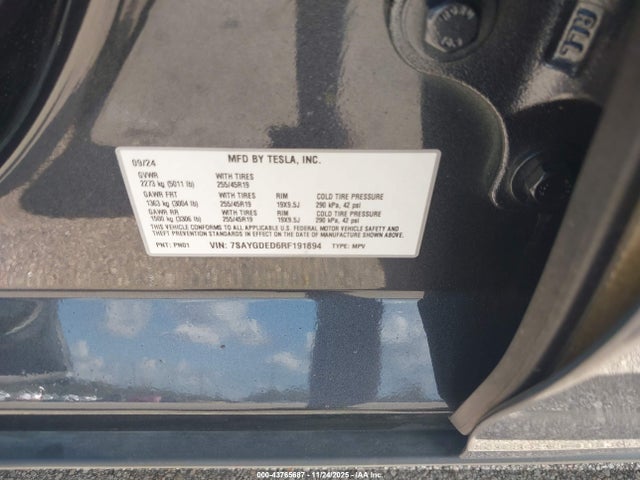 ALL
09/24 MFD BY TESLA, INC.
GVWR WITH TIRES
2273 kg (5011 lb) 255/45R19
GAWR FRT WITH TIRES RIM COLD TIRE PRESSURE
1363 kg (3004 lb) 255/45R19 19X9.5J 290 kPa, 42 psi
GAWR RR WITH TIRES RIM COLD TIRE PRESSURE
1500 kg (3306 lb) 255/45R19 19X9.5J 290 kPa, 42 psi
THIS VEHICLE CONFORMS TO ALL APPLICABLE U.S. FEDERAL MOTOR VEHICLE SAFETY AND
THEFT PREVENTION STANDARDS IN EFFECT ON THE DATE OF MANUFACTURE SHOWN ABOVE.
PNT: PN01 VIN: 7SAYGDED6RF191894 TYPE: MPV
43765687 - 11/24/2025 - IAA, Inc.